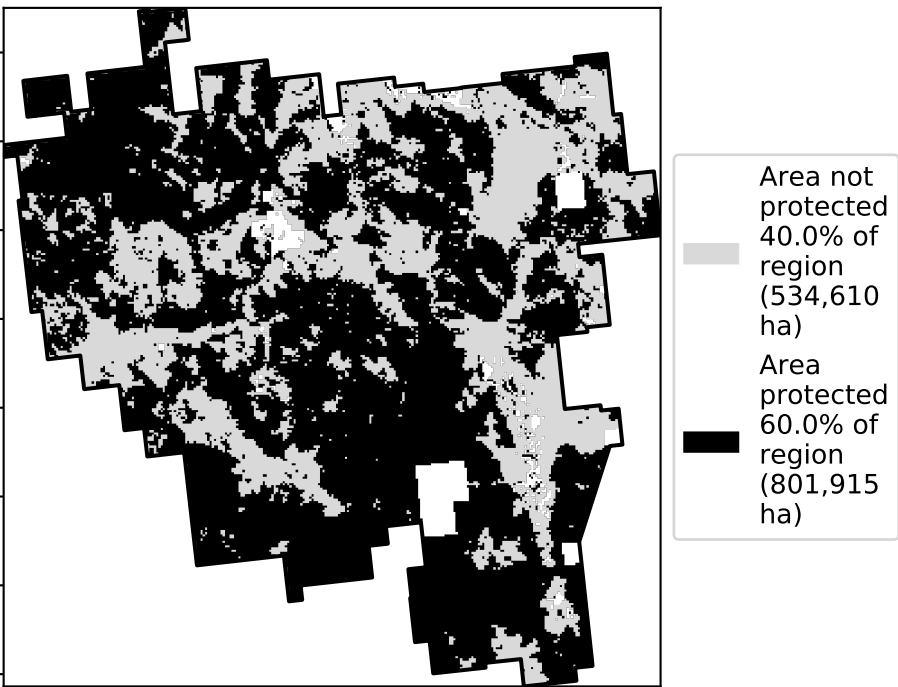 Area not
protected
40.0% of
region
(534,610
ha)
Area
protected
60.0% of
region
(801,915
ha)